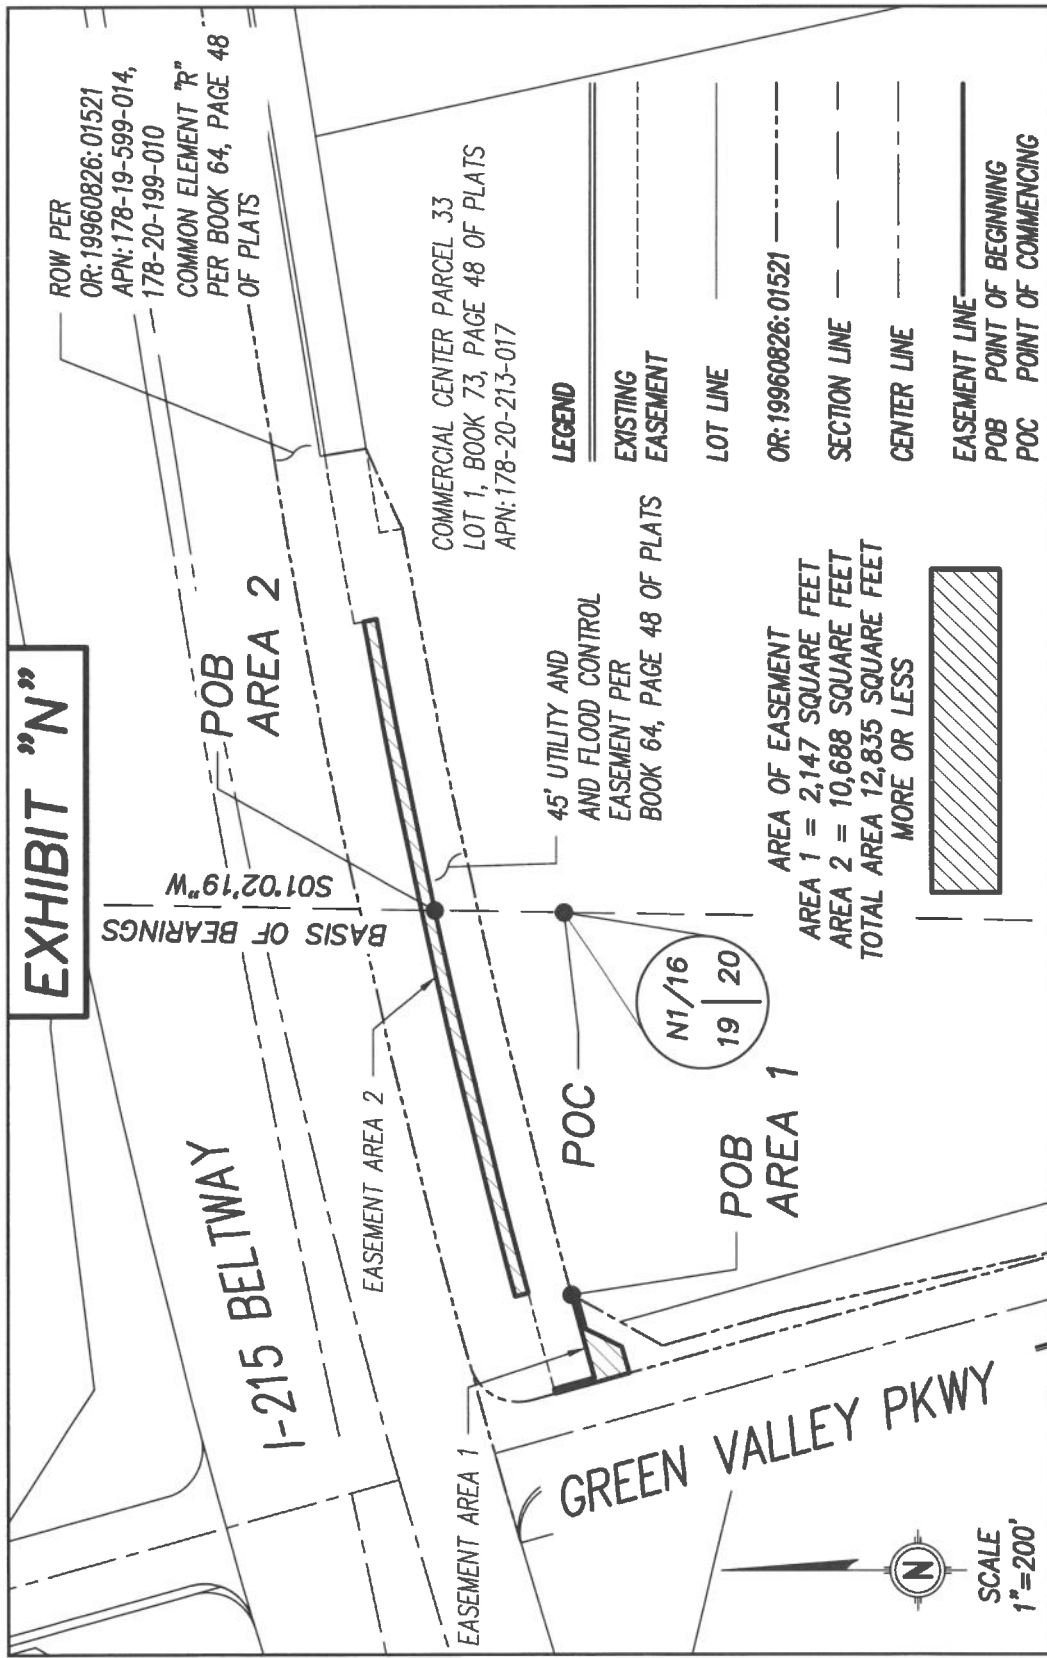 EXHIBIT "N"
ROW PER
OR:19960826:01521
APN:178-19-599-014,
178-20-199-010
COMMON ELEMENT "R"
PER BOOK 64, PAGE 48
OF PLATS
POB
AREA 2
S01°02'19"W
BASIS OF BEARINGS
I-215 BELTWAY
EASEMENT AREA 2
EASEMENT AREA 1
COMMERCIAL CENTER PARCEL 33
LOT 1, BOOK 73, PAGE 48 OF PLATS
APN:178-20-213-017
45' UTILITY AND
AND FLOOD CONTROL
EASEMENT PER
BOOK 64, PAGE 48 OF PLATS
POC
N1/16
19 20
POB
AREA 1
GREEN VALLEY PKWY
AREA OF EASEMENT
AREA 1 = 2,147 SQUARE FEET
AREA 2 = 10,688 SQUARE FEET
TOTAL AREA 12,835 SQUARE FEET
MORE OR LESS
LEGEND
EXISTING
EASEMENT
LOT LINE
OR:19960826:01521
SECTION LINE
CENTER LINE
EASEMENT LINE
POB POINT OF BEGINNING
POC POINT OF COMMENCING
N
SCALE
1"=200'